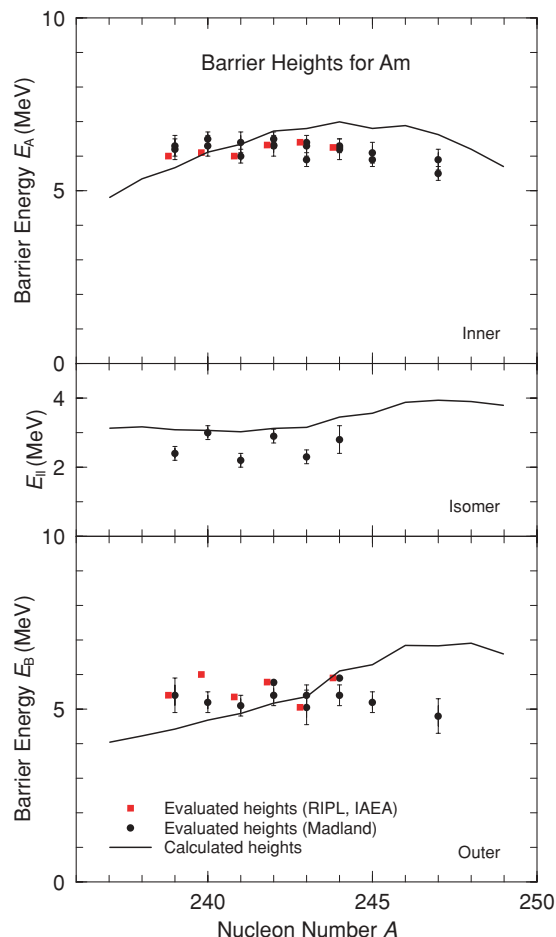 10
Barrier Heights for Am
Barrier Energy E_A (MeV)
5
Inner
0
4
E_II (MeV)
2
Isomer
10
Barrier Energy E_B (MeV)
5
Evaluated heights (RIPL, IAEA)
Evaluated heights (Madland)
Calculated heights
Outer
0
240 245 250
Nucleon Number A